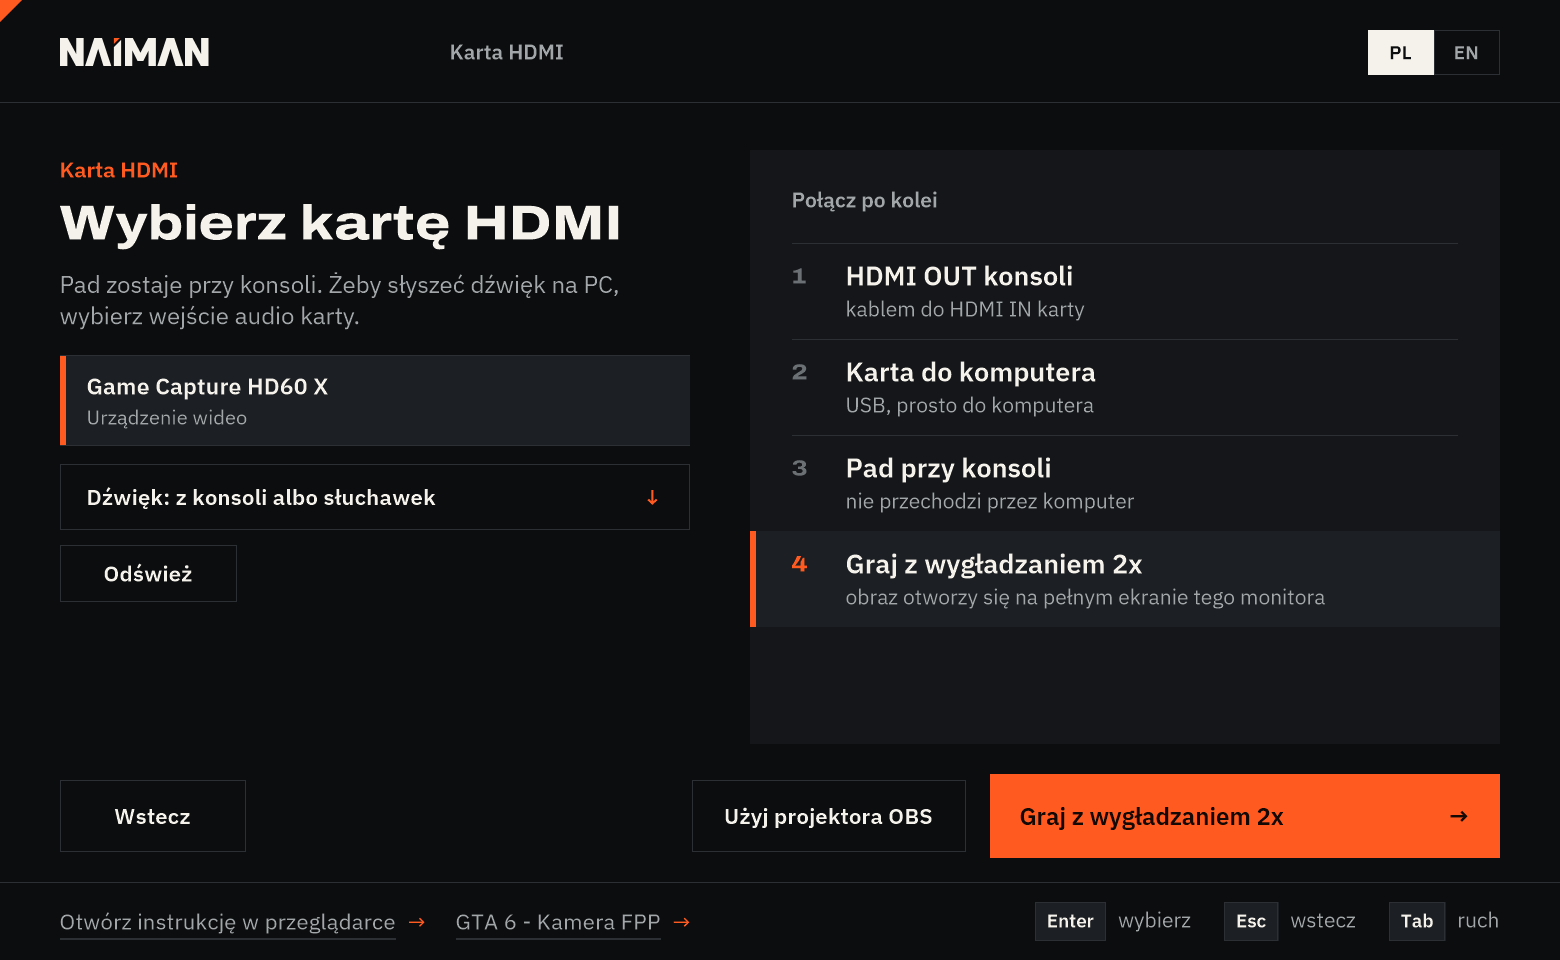 NAIMAN
Karta HDMI
PL
EN
Karta HDMI
Wybierz kartę HDMI
Pad zostaje przy konsoli. Żeby słyszeć dźwięk na PC,
wybierz wejście audio karty.
Game Capture HD60 X
Urządzenie wideo
Dźwięk: z konsoli albo słuchawek ↓
Odśwież
Połącz po kolei
1 HDMI OUT konsoli
kablem do HDMI IN karty
2 Karta do komputera
USB, prosto do komputera
3 Pad przy konsoli
nie przechodzi przez komputer
4 Graj z wygładzaniem 2x
obraz otworzy się na pełnym ekranie tego monitora
Wstecz
Użyj projektora OBS
Graj z wygładzaniem 2x →
Otwórz instrukcję w przeglądarce →
GTA 6 - Kamera FPP →
Enter wybierz
Esc wstecz
Tab ruch